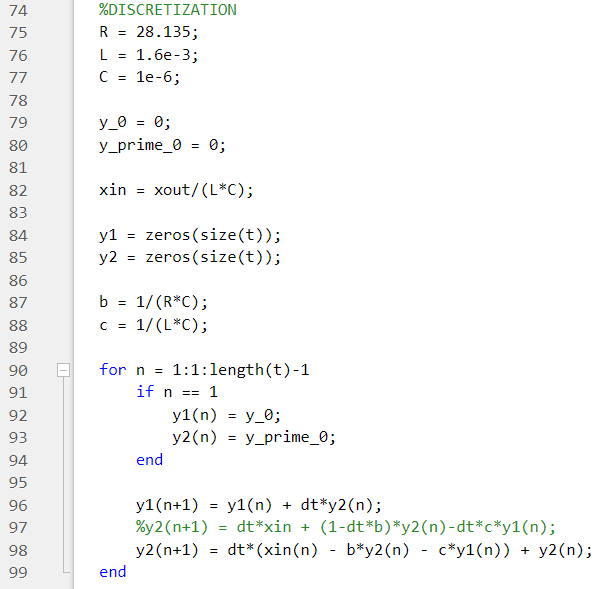 74 %DISCRETIZATION
75 R = 28.135;
76 L = 1.6e-3;
77 C = 1e-6;
78
79 y_0 = 0;
80 y_prime_0 = 0;
81
82 xin = xout/(L*C);
83
84 y1 = zeros(size(t));
85 y2 = zeros(size(t));
86
87 b = 1/(R*C);
88 c = 1/(L*C);
89
90 for n = 1:1:length(t)-1
91 if n == 1
92 y1(n) = y_0;
93 y2(n) = y_prime_0;
94 end
95
96 y1(n+1) = y1(n) + dt*y2(n);
97 %y2(n+1) = dt*xin + (1-dt*b)*y2(n)-dt*c*y1(n);
98 y2(n+1) = dt*(xin(n) - b*y2(n) - c*y1(n)) + y2(n);
99 end